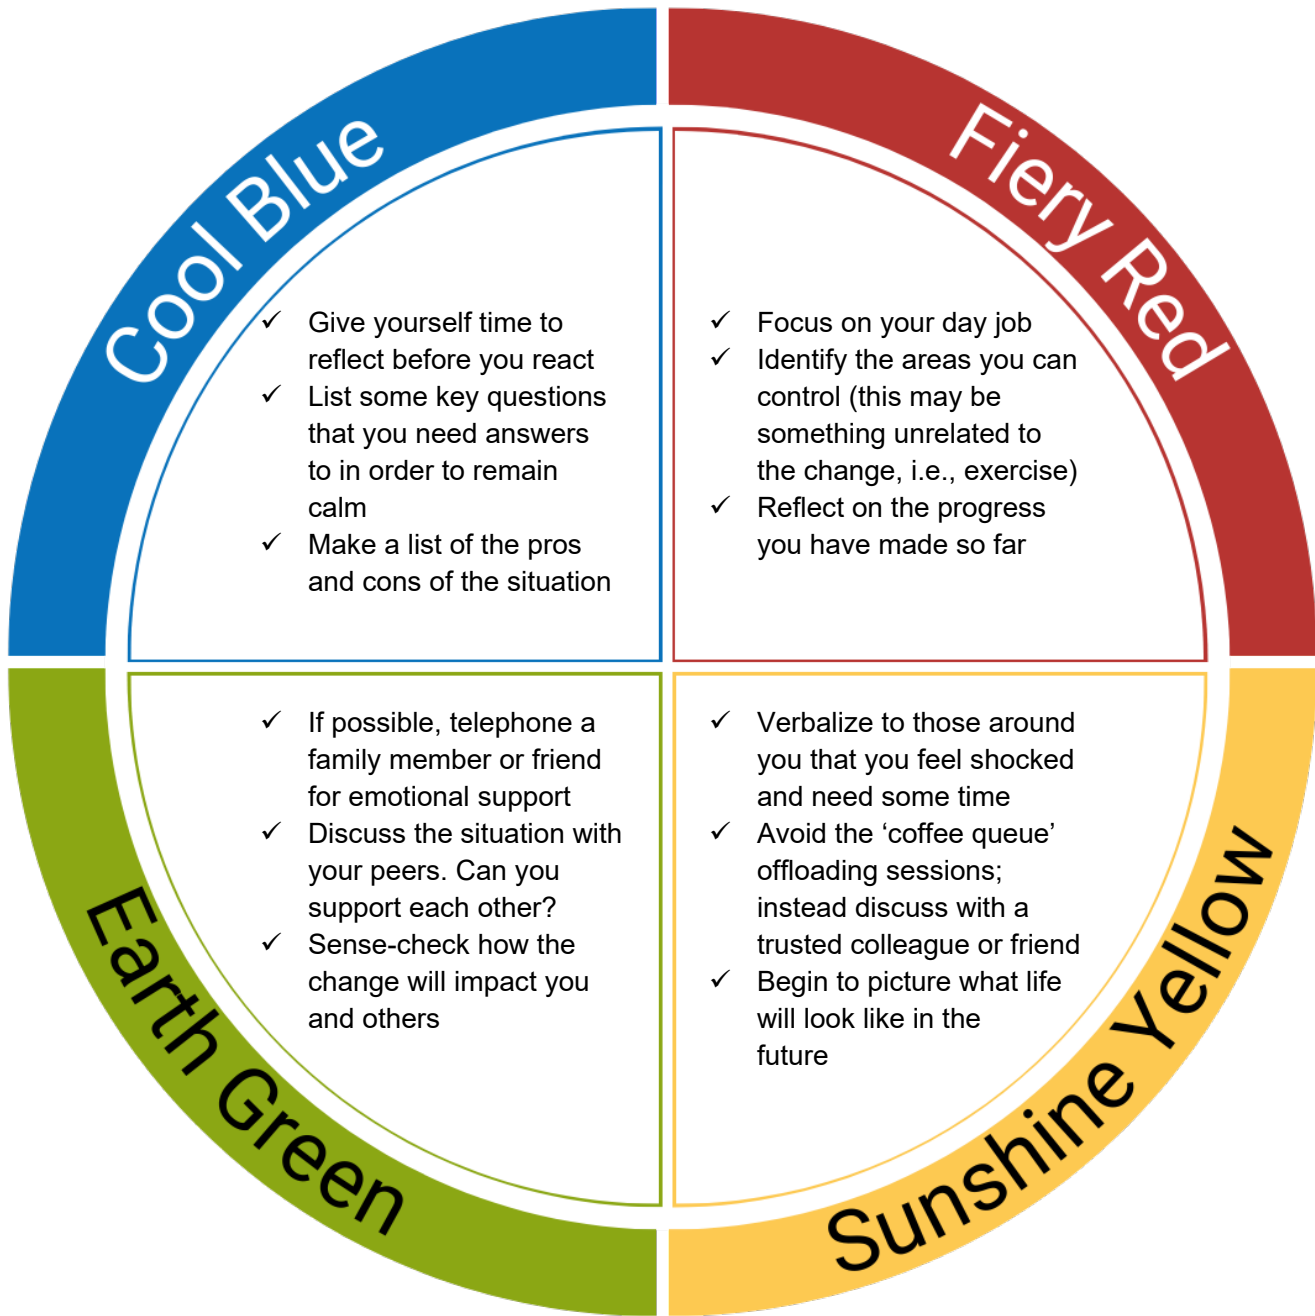 Cool Blue
✓ Give yourself time to
reflect before you react
✓ List some key questions
that you need answers
to in order to remain
calm
✓ Make a list of the pros
and cons of the situation
Fiery Red
✓ Focus on your day job
✓ Identify the areas you can
control (this may be
something unrelated to
the change, i.e., exercise)
✓ Reflect on the progress
you have made so far
Earth Green
✓ If possible, telephone a
family member or friend
for emotional support
✓ Discuss the situation with
your peers. Can you
support each other?
✓ Sense-check how the
change will impact you
and others
Sunshine Yellow
✓ Verbalize to those around
you that you feel shocked
and need some time
✓ Avoid the ‘coffee queue’
offloading sessions;
instead discuss with a
trusted colleague or friend
✓ Begin to picture what life
will look like in the
future